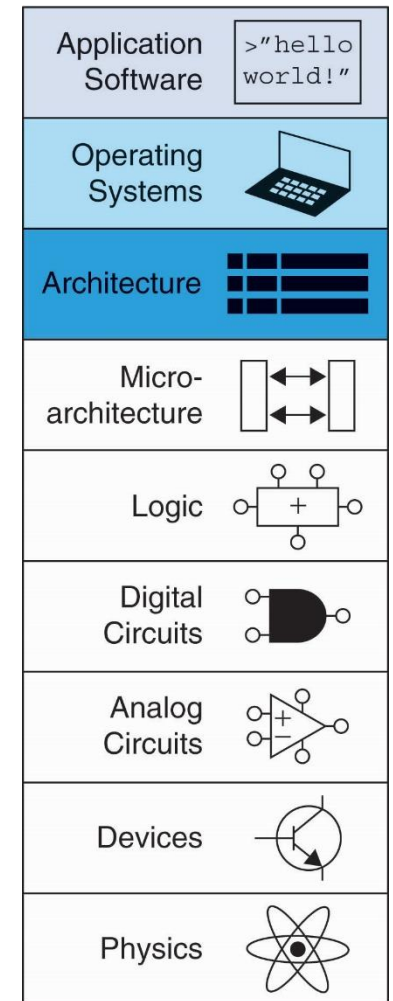 Application
Software
>"hello
world!"
Operating
Systems
Architecture
Micro-
architecture
Logic
+
Digital
Circuits
Analog
Circuits
+
−
Devices
Physics